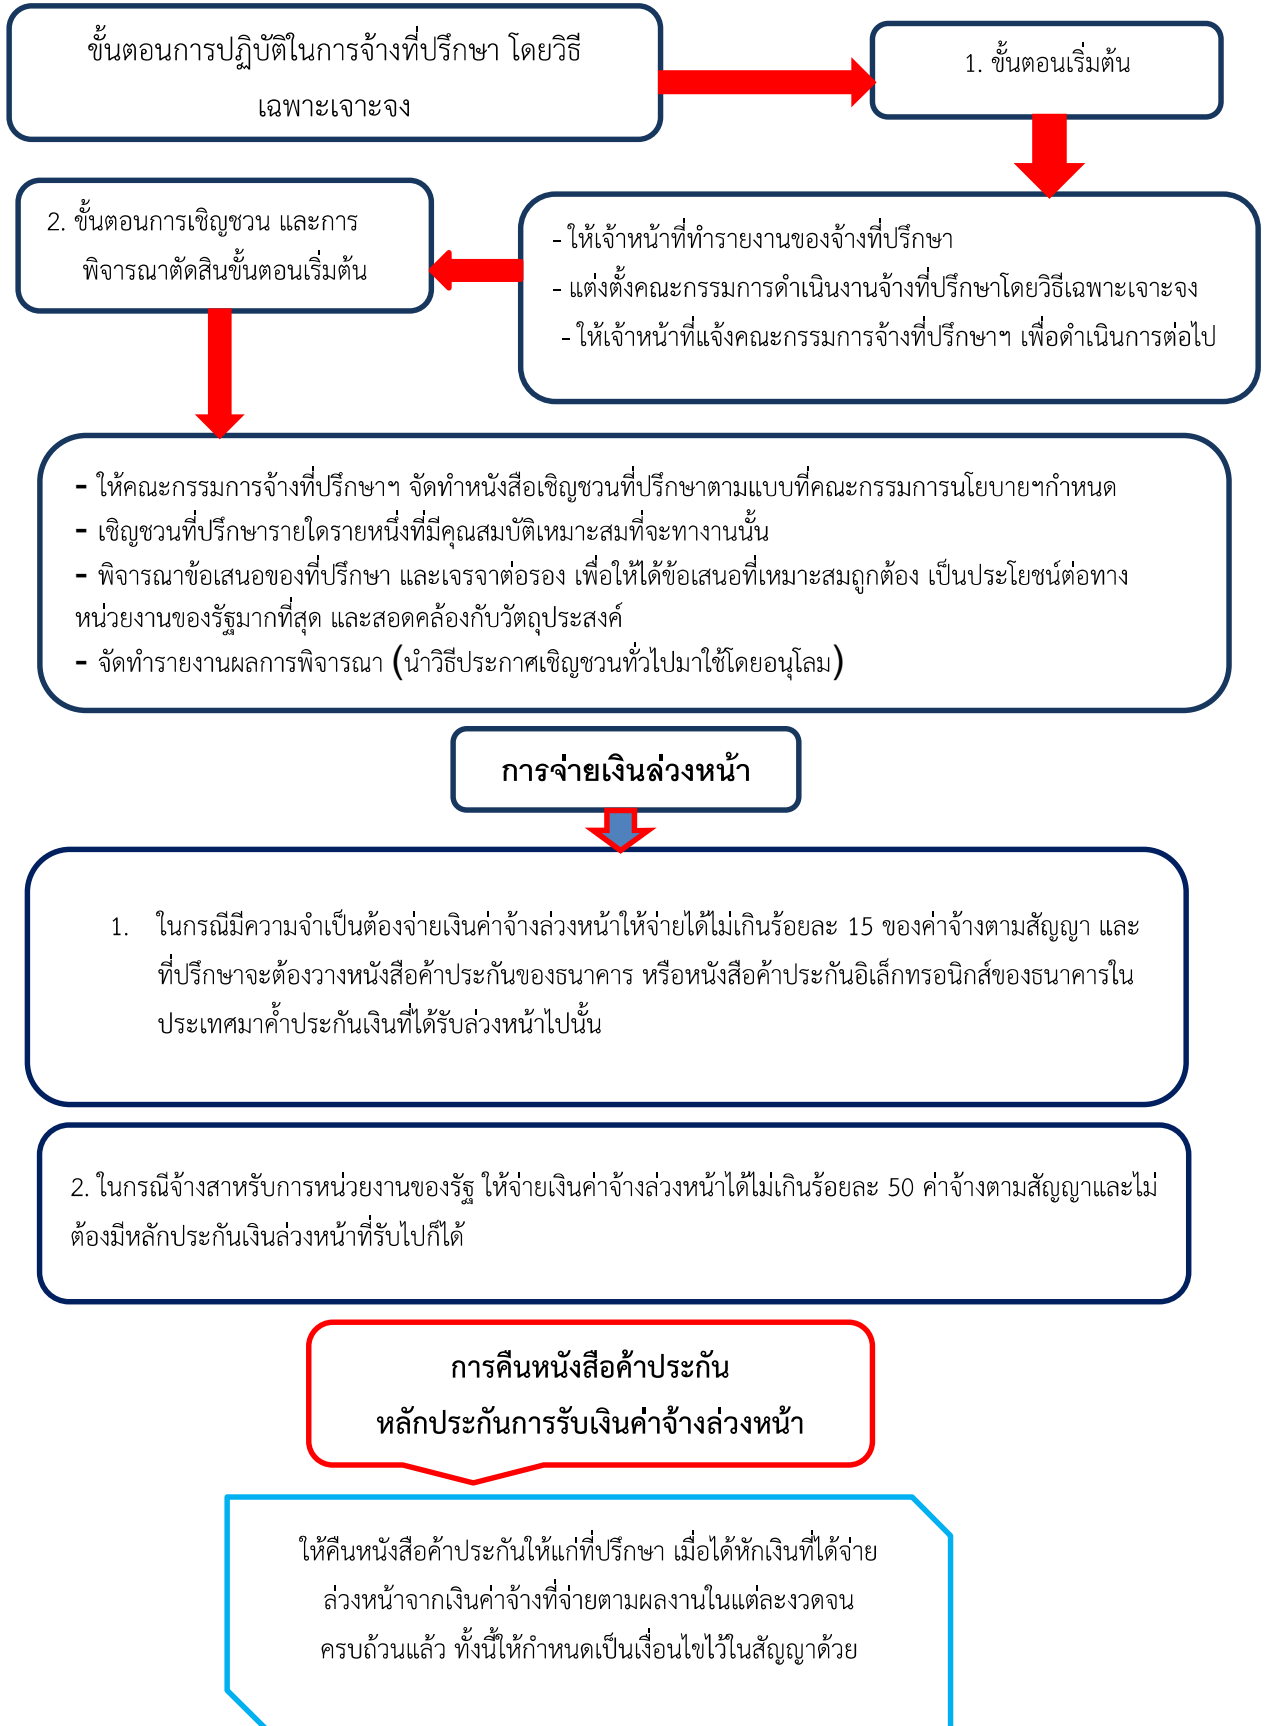 ขั้นตอนการปฏิบัติในการจ้างที่ปรึกษา โดยวิธี
เฉพาะเจาะจง
1. ขั้นตอนเริ่มต้น
2. ขั้นตอนการเชิญชวน และการ
พิจารณาตัดสินขั้นตอนเริ่มต้น
- ให้เจ้าหน้าที่ทำรายงานของจ้างที่ปรึกษา
- แต่งตั้งคณะกรรมการดำเนินงานจ้างที่ปรึกษาโดยวิธีเฉพาะเจาะจง
- ให้เจ้าหน้าที่แจ้งคณะกรรมการจ้างที่ปรึกษาฯ เพื่อดำเนินการต่อไป
- ให้คณะกรรมการจ้างที่ปรึกษาฯ จัดทำหนังสือเชิญชวนที่ปรึกษาตามแบบที่คณะกรรมการนโยบายฯกำหนด
- เชิญชวนที่ปรึกษารายใดรายหนึ่งที่มีคุณสมบัติเหมาะสมที่จะทางานนั้น
- พิจารณาข้อเสนอของที่ปรึกษา และเจรจาต่อรอง เพื่อให้ได้ข้อเสนอที่เหมาะสมถูกต้อง เป็นประโยชน์ต่อทาง
หน่วยงานของรัฐมากที่สุด และสอดคล้องกับวัตถุประสงค์
- จัดทำรายงานผลการพิจารณา (นำวิธีประกาศเชิญชวนทั่วไปมาใช้โดยอนุโลม)
การจ่ายเงินล่วงหน้า
1. ในกรณีมีความจำเป็นต้องจ่ายเงินค่าจ้างล่วงหน้าให้จ่ายได้ไม่เกินร้อยละ 15 ของค่าจ้างตามสัญญา และ
ที่ปรึกษาจะต้องวางหนังสือค้าประกันของธนาคาร หรือหนังสือค้าประกันอิเล็กทรอนิกส์ของธนาคารใน
ประเทศมาค้ำประกันเงินที่ได้รับล่วงหน้าไปนั้น
2. ในกรณีจ้างสาหรับการหน่วยงานของรัฐ ให้จ่ายเงินค่าจ้างล่วงหน้าได้ไม่เกินร้อยละ 50 ค่าจ้างตามสัญญาและไม่
ต้องมีหลักประกันเงินล่วงหน้าที่รับไปก็ได้
การคืนหนังสือค้าประกัน
หลักประกันการรับเงินค่าจ้างล่วงหน้า
ให้คืนหนังสือค้าประกันให้แก่ที่ปรึกษา เมื่อได้หักเงินที่ได้จ่าย
ล่วงหน้าจากเงินค่าจ้างที่จ่ายตามผลงานในแต่ละงวดจน
ครบถ้วนแล้ว ทั้งนี้ให้กำหนดเป็นเงื่อนไขไว้ในสัญญาด้วย